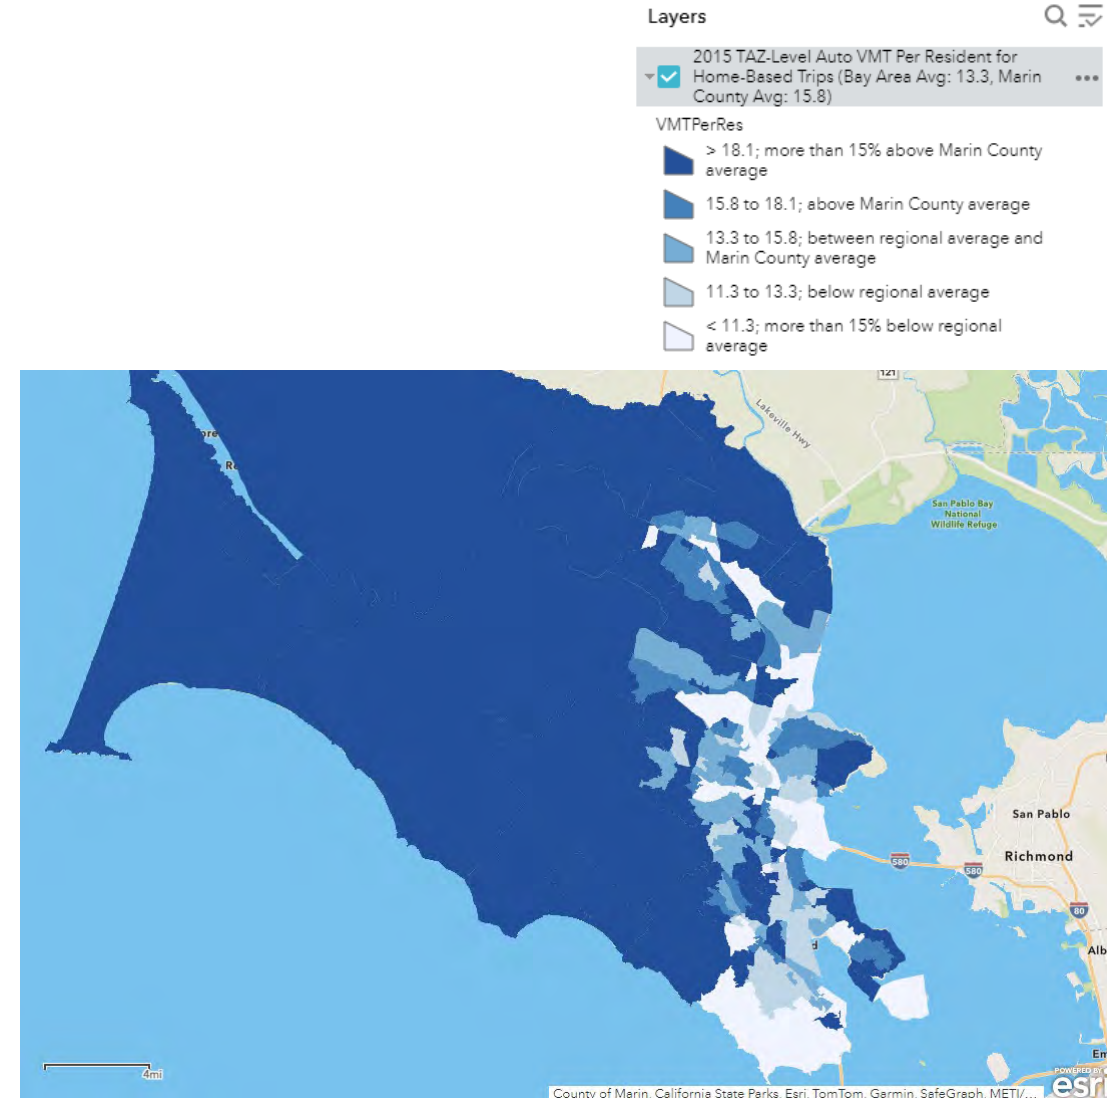 Layers
2015 TAZ-Level Auto VMT Per Resident for
Home-Based Trips (Bay Area Avg: 13.3, Marin
County Avg: 15.8)
VMTPerRes
> 18.1; more than 15% above Marin County
average
15.8 to 18.1; above Marin County average
13.3 to 15.8; between regional average and
Marin County average
11.3 to 13.3; below regional average
< 11.3; more than 15% below regional
average
121
Lakeville Hwy
ore
Re
San Pablo Bay
National
Wildlife Refuge
San Pablo
Richmond
580
580
80
Alb
d
Em
4mi
POWERED BY
esri
County of Marin, California State Parks, Esri, TomTom, Garmin, SafeGraph, METI/...